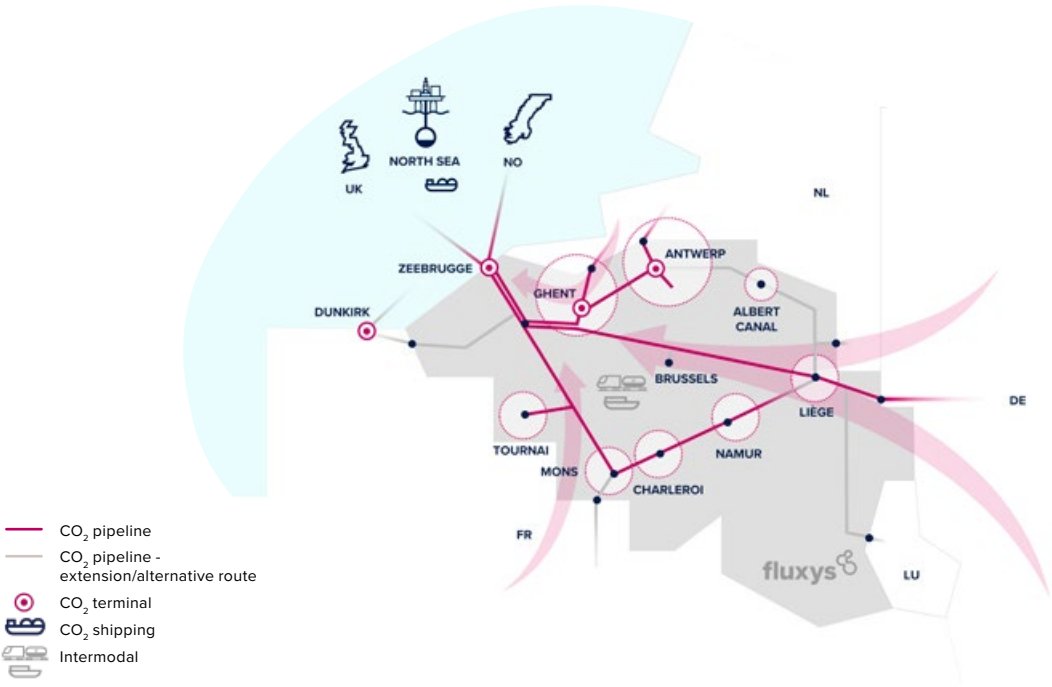 NORTH SEA
NO
UK
NL
ZEEBRUGGE
ANTWERP
GHENT
DUNKIRK
ALBERT
CANAL
BRUSSELS
DE
LIÈGE
TOURNAI
NAMUR
MONS
CHARLEROI
FR
fluxys
LU
CO₂ pipeline
CO₂ pipeline -
extension/alternative route
CO₂ terminal
CO₂ shipping
Intermodal